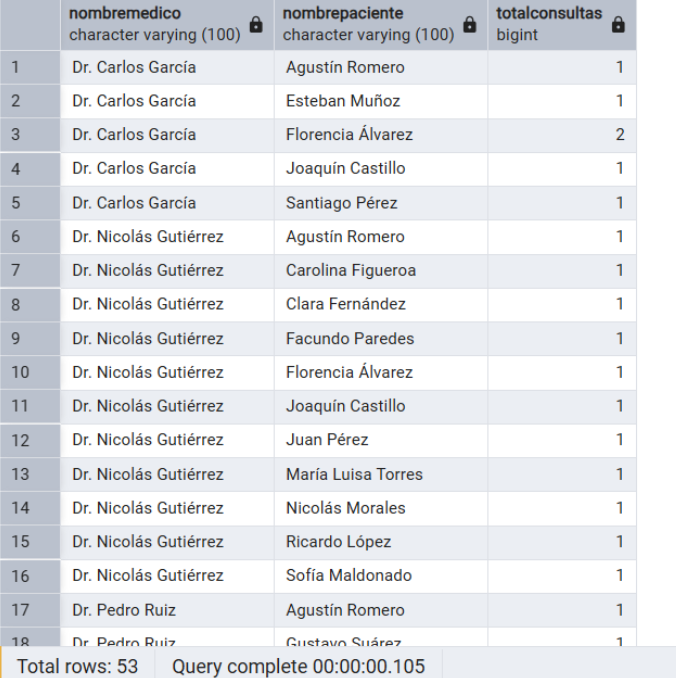 nombremedico nombrepaciente totalconsultas
character varying (100) character varying (100) bigint
1 Dr. Carlos García Agustín Romero 1
2 Dr. Carlos García Esteban Muñoz 1
3 Dr. Carlos García Florencia Álvarez 2
4 Dr. Carlos García Joaquín Castillo 1
5 Dr. Carlos García Santiago Pérez 1
6 Dr. Nicolás Gutiérrez Agustín Romero 1
7 Dr. Nicolás Gutiérrez Carolina Figueroa 1
8 Dr. Nicolás Gutiérrez Clara Fernández 1
9 Dr. Nicolás Gutiérrez Facundo Paredes 1
10 Dr. Nicolás Gutiérrez Florencia Álvarez 1
11 Dr. Nicolás Gutiérrez Joaquín Castillo 1
12 Dr. Nicolás Gutiérrez Juan Pérez 1
13 Dr. Nicolás Gutiérrez María Luisa Torres 1
14 Dr. Nicolás Gutiérrez Nicolás Morales 1
15 Dr. Nicolás Gutiérrez Ricardo López 1
16 Dr. Nicolás Gutiérrez Sofía Maldonado 1
17 Dr. Pedro Ruiz Agustín Romero 1
18 Dr. Pedro Ruiz Gustavo Suárez 1
Total rows: 53 Query complete 00:00:00.105